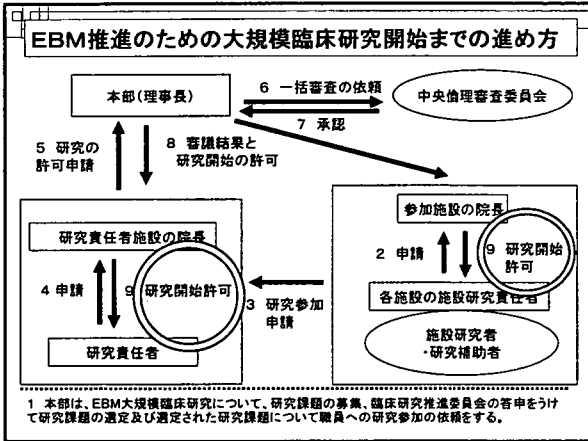 EBM推進のための大規模臨床研究開始までの進め方
本部(理事長)
6 一括審査の依頼
中央倫理審査委員会
7 承認
5 研究の
許可申請
8 審議結果と
研究開始の許可
研究責任者施設の院長
参加施設の院長
2 申請
9 研究開始
許可
4 申請
9 研究開始許可
3 研究参加
申請
各施設の施設研究責任者
研究責任者
施設研究者
・研究補助者
1 本部は、EBM大規模臨床研究について、研究課題の募集、臨床研究推進委員会の答申をうけ
て研究課題の選定及び選定された研究課題について職員への研究参加の依頼をする。